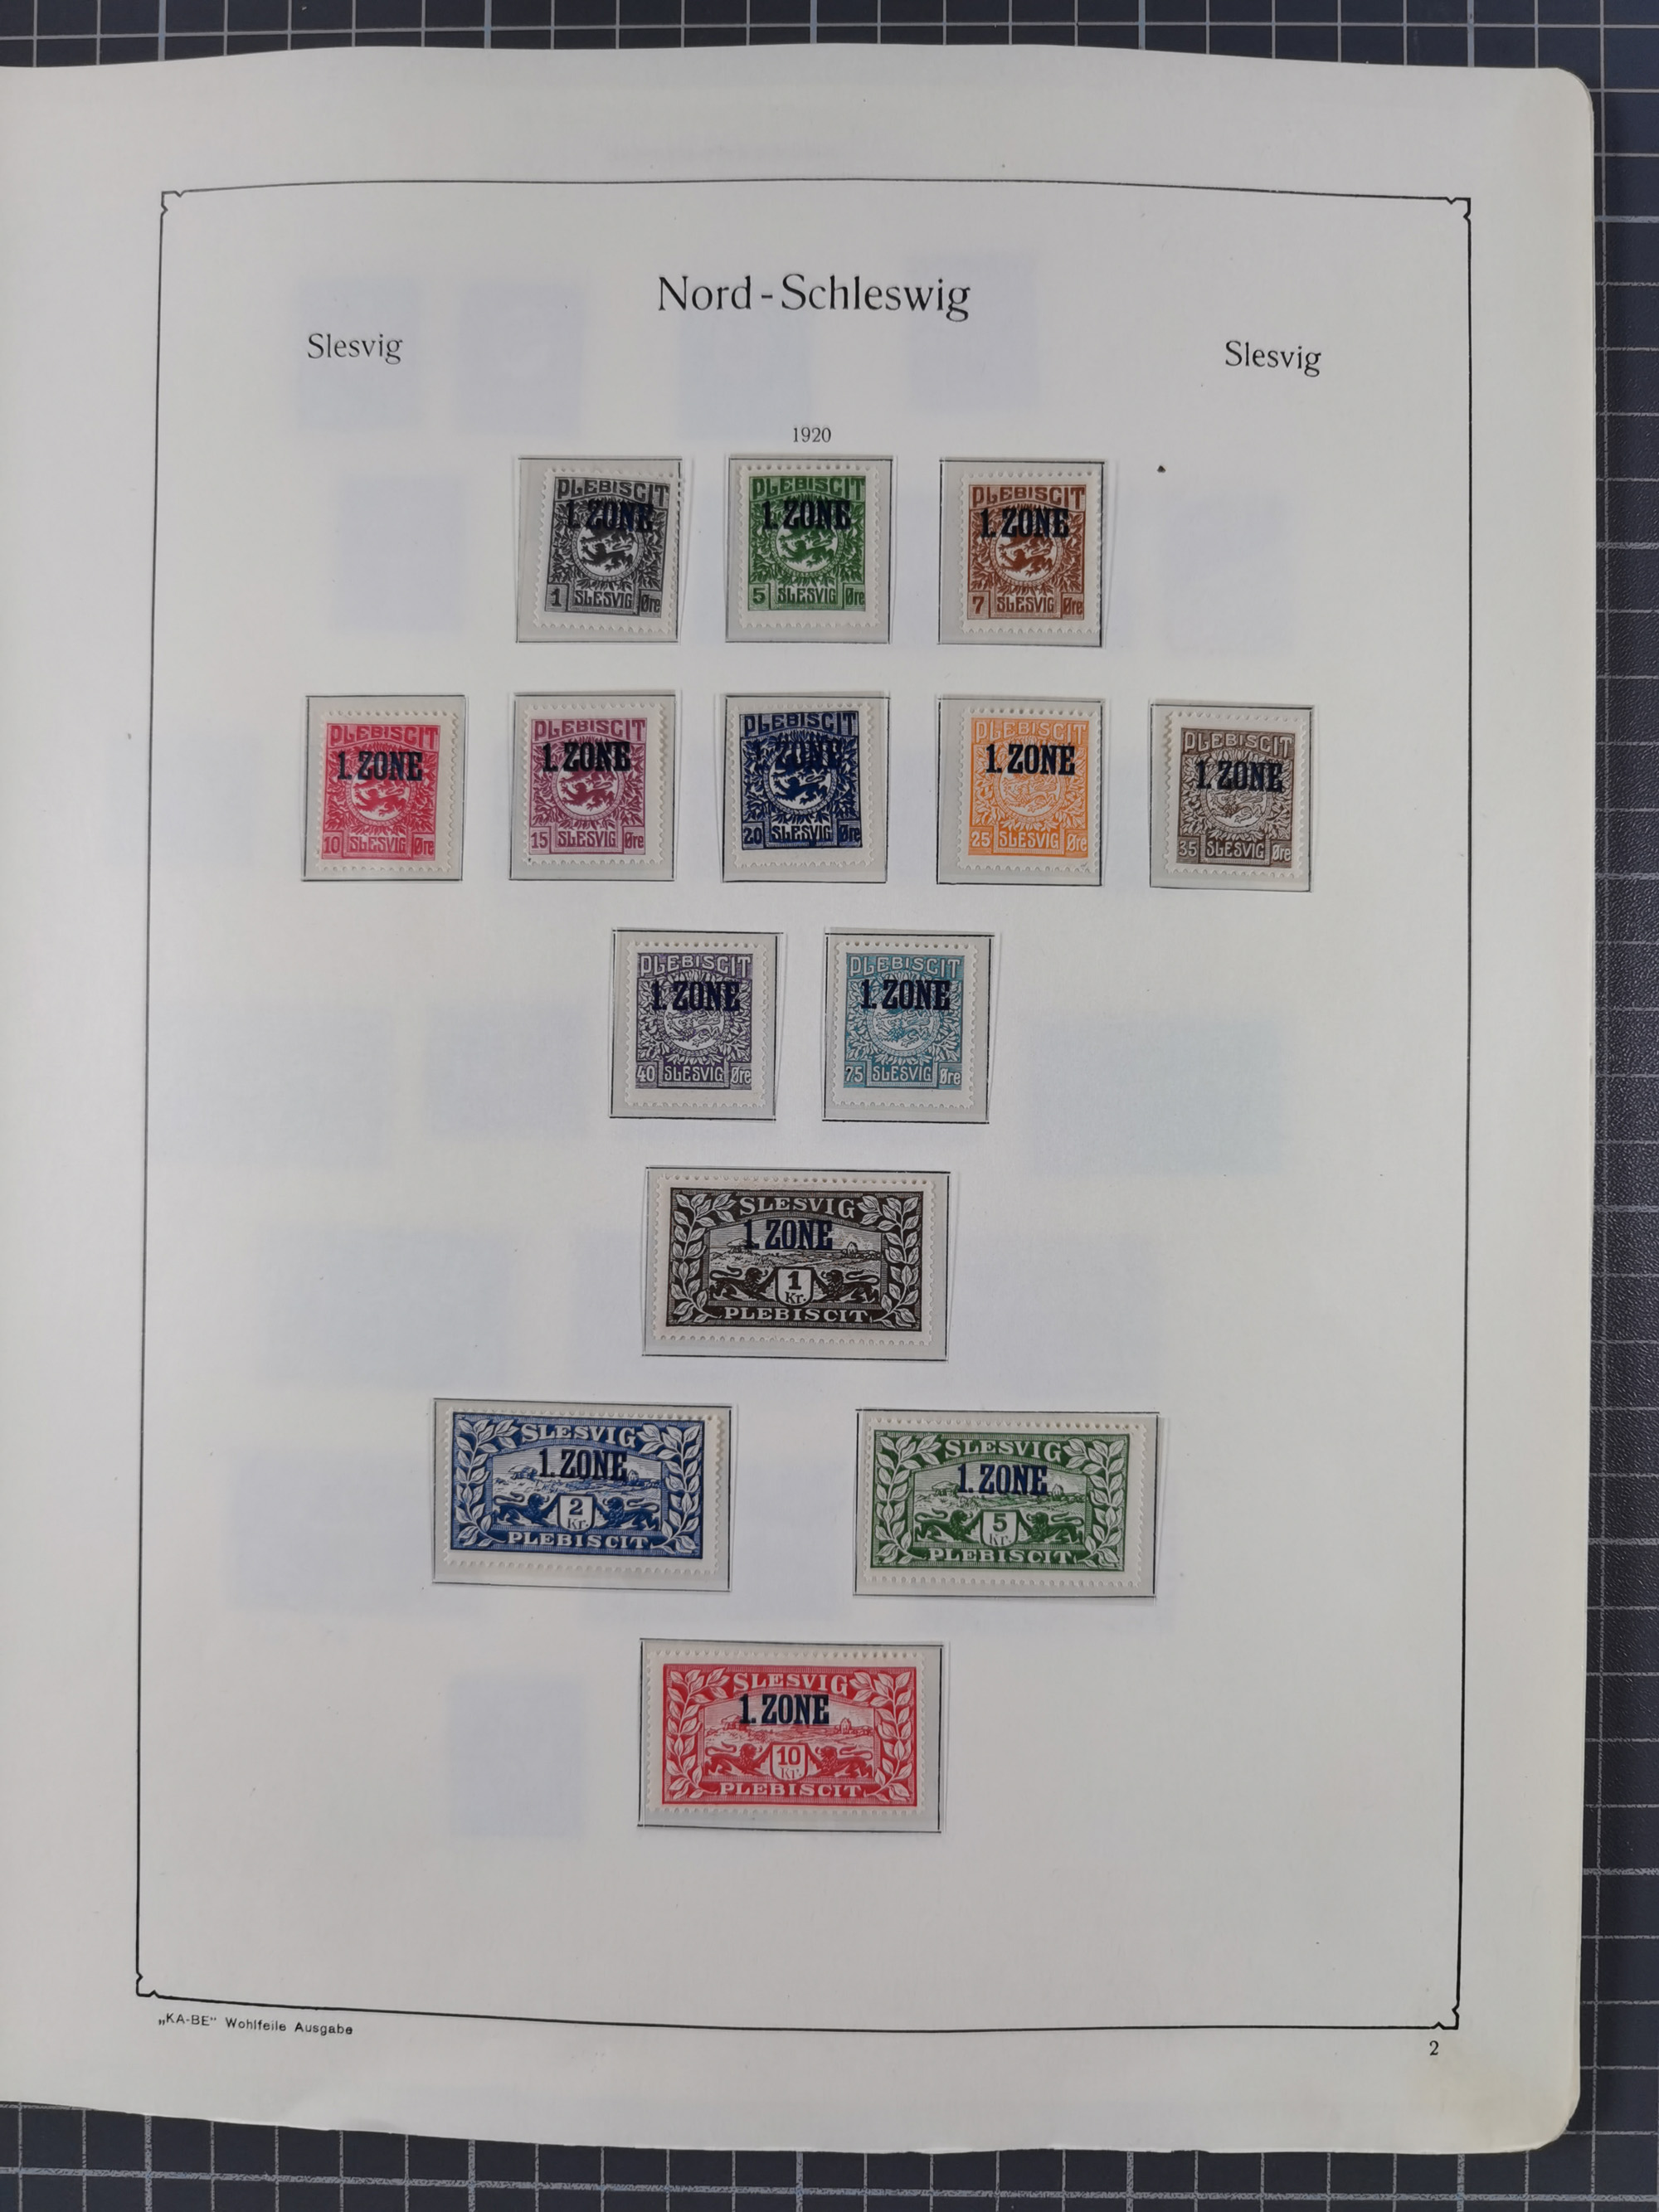 Nord-Schleswig
Slesvig
Slesvig
1920
PLEBISCIT
1. ZONE
1 SLESVIG Øre
PLEBISCIT
1. ZONE
5 SLESVIG Øre
PLEBISCIT
1. ZONE
7 SLESVIG Øre
PLEBISCIT
1. ZONE
10 SLESVIG Øre
PLEBISCIT
1. ZONE
15 SLESVIG Øre
PLEBISCIT
1. ZONE
20 SLESVIG Øre
PLEBISCIT
1. ZONE
25 SLESVIG Øre
PLEBISCIT
1. ZONE
35 SLESVIG Øre
PLEBISCIT
1. ZONE
40 SLESVIG Øre
PLEBISCIT
1. ZONE
75 SLESVIG Øre
SLESVIG
1. ZONE
1
Kr.
PLEBISCIT
SLESVIG
1. ZONE
2
Kr.
PLEBISCIT
SLESVIG
1. ZONE
5
Kr.
PLEBISCIT
SLESVIG
1. ZONE
10
Kr.
PLEBISCIT
„KA-BE“ Wohlfeile Ausgabe
2